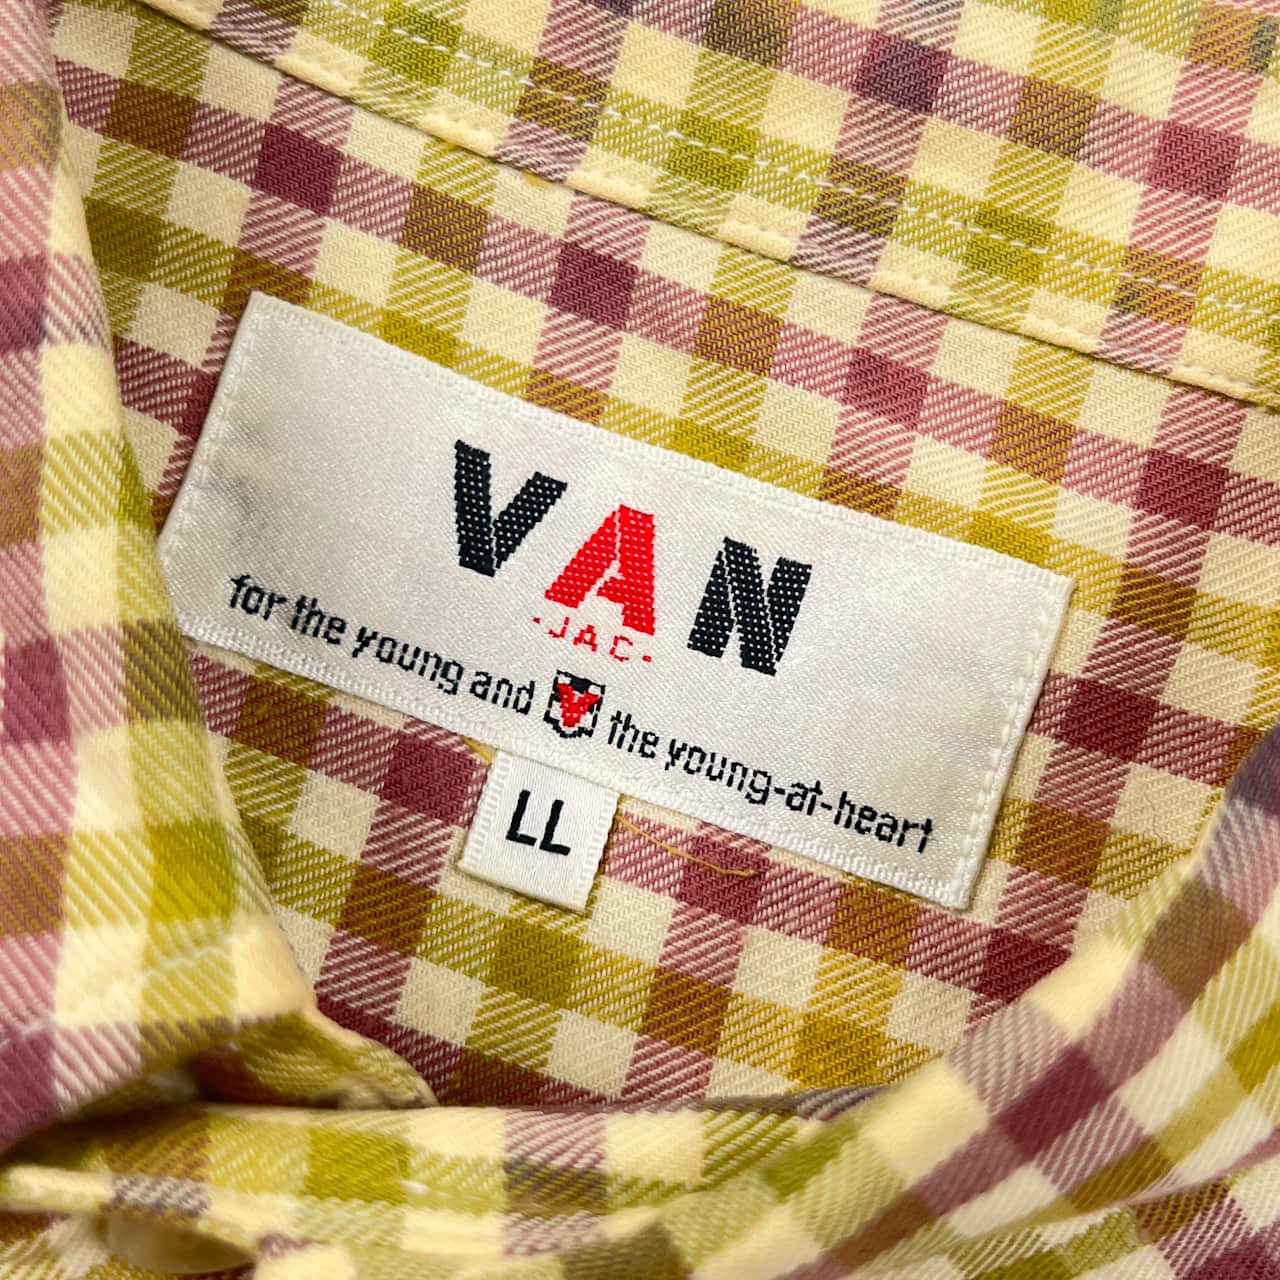 VAN
·JAC·
for the young and V the young-at-heart
LL